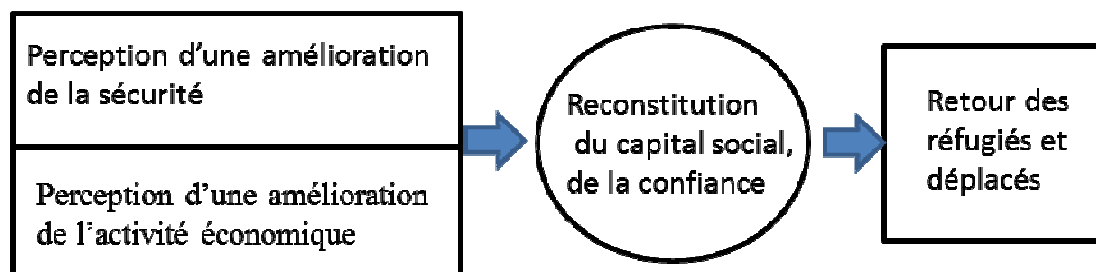 Perception d'une amélioration
de la sécurité
Perception d'une amélioration
de l'activité économique
Reconstitution
du capital social,
de la confiance
Retour des
réfugiés et
déplacés